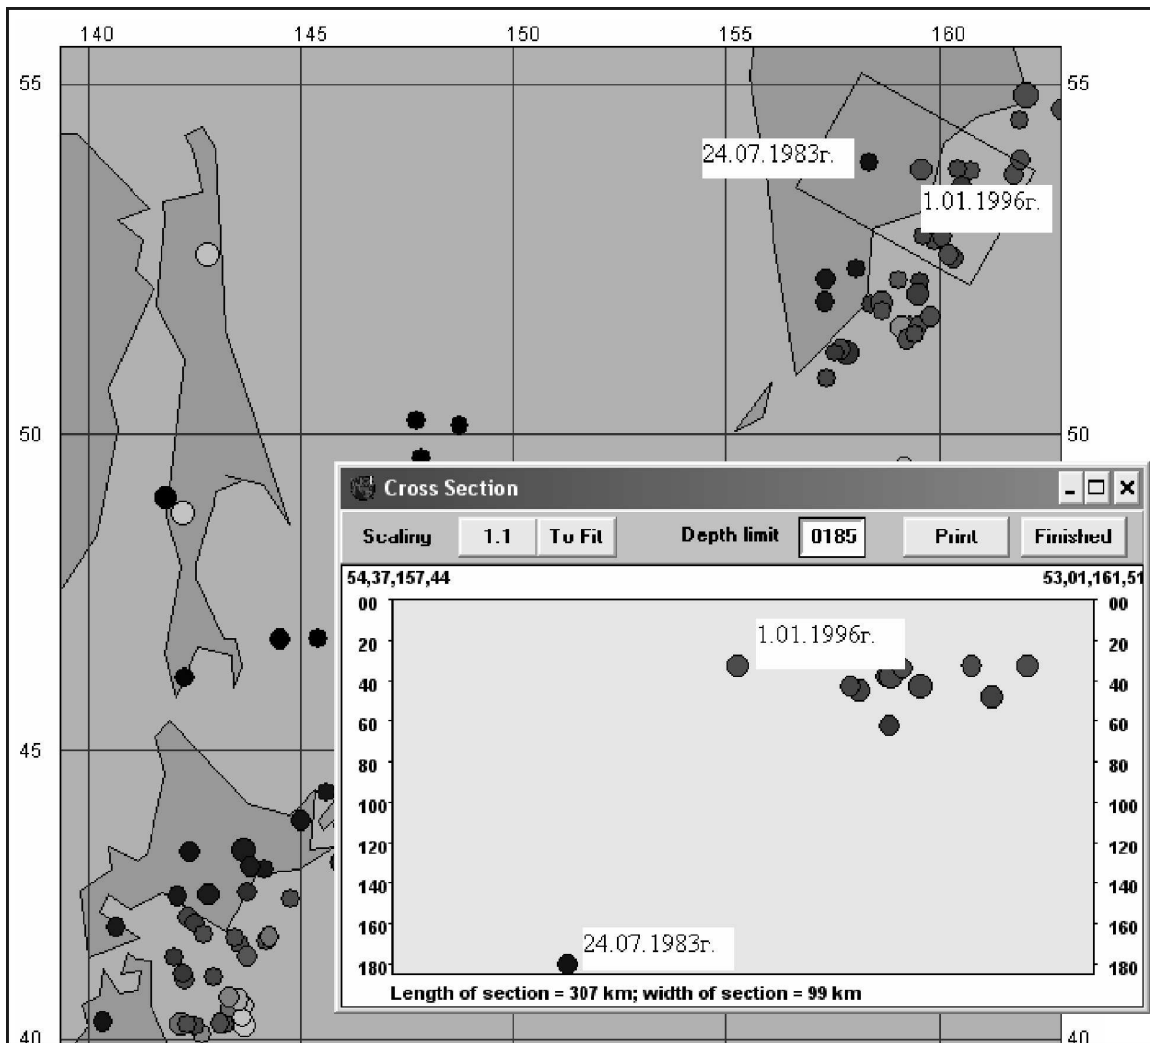 140 145 150 155 160
55 55
24.07.1983г.
1.01.1996г.
50 50
Cross Section
Scaling 1.1 To Fit Depth limit 0185 Print Finished
54,37,157,44 53,01,161,51
00 00
20 20
1.01.1996г.
40 40
60 60
45
80 80
100 100
120 120
140 140
160 160
24.07.1983г.
180 180
Length of section = 307 km; width of section = 99 km
40 40